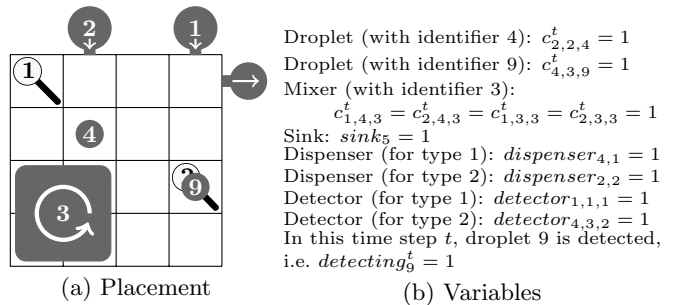 2
1
1
→
4
2
9
3
(a) Placement
Droplet (with identifier 4): $c^t_{2,2,4} = 1$
Droplet (with identifier 9): $c^t_{4,3,9} = 1$
Mixer (with identifier 3):
$c^t_{1,4,3} = c^t_{2,4,3} = c^t_{1,3,3} = c^t_{2,3,3} = 1$
Sink: $sink_5 = 1$
Dispenser (for type 1): $dispenser_{4,1} = 1$
Dispenser (for type 2): $dispenser_{2,2} = 1$
Detector (for type 1): $detector_{1,1,1} = 1$
Detector (for type 2): $detector_{4,3,2} = 1$
In this time step $t$, droplet 9 is detected,
i.e. $detecting^t_9 = 1$
(b) Variables